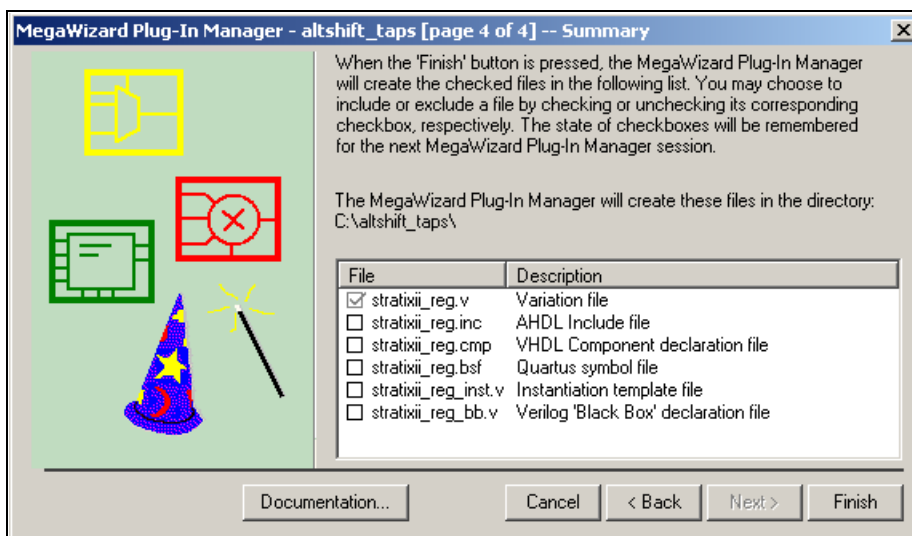 MegaWizard Plug-In Manager - altshift_taps [page 4 of 4] -- Summary
When the 'Finish' button is pressed, the MegaWizard Plug-In Manager
will create the checked files in the following list. You may choose to
include or exclude a file by checking or unchecking its corresponding
checkbox, respectively. The state of checkboxes will be remembered
for the next MegaWizard Plug-In Manager session.
The MegaWizard Plug-In Manager will create these files in the directory:
C:\altshift_taps\
File Description
stratixii_reg.v Variation file
stratixii_reg.inc AHDL Include file
stratixii_reg.cmp VHDL Component declaration file
stratixii_reg.bsf Quartus symbol file
stratixii_reg_inst.v Instantiation template file
stratixii_reg_bb.v Verilog 'Black Box' declaration file
Documentation... Cancel < Back Next > Finish